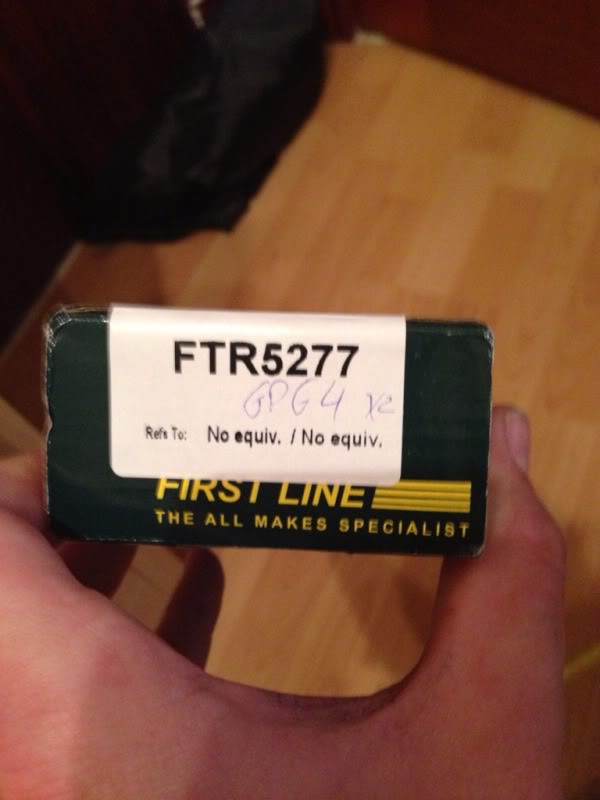 FTR5277
GPG4 X2
Refs To: No equiv. / No equiv.
FIRST LINE
THE ALL MAKES SPECIALIST